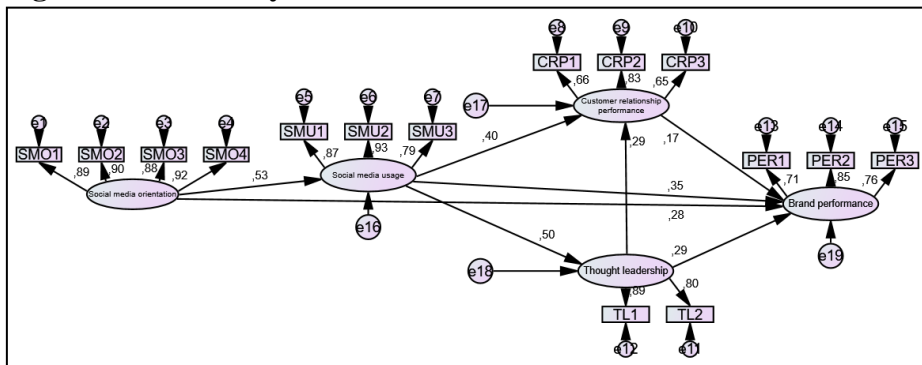 e8 e9 e10
CRP1 CRP2 CRP3
,66 ,83 ,65
Customer relationship
performance
e17
e5 e6 e7
SMU1 SMU2 SMU3
,87 ,93 ,79
Social media usage
e16
e1 e2 e3 e4
SMO1 SMO2 SMO3 SMO4
,89 ,90 ,88 ,92
Social media orientation
,53
,40
,29
,17
,35
,28
,50
,29
e13 e14 e15
PER1 PER2 PER3
,71 ,85 ,76
Brand performance
e19
e18
Thought leadership
,89 ,80
TL1 TL2
e12 e11